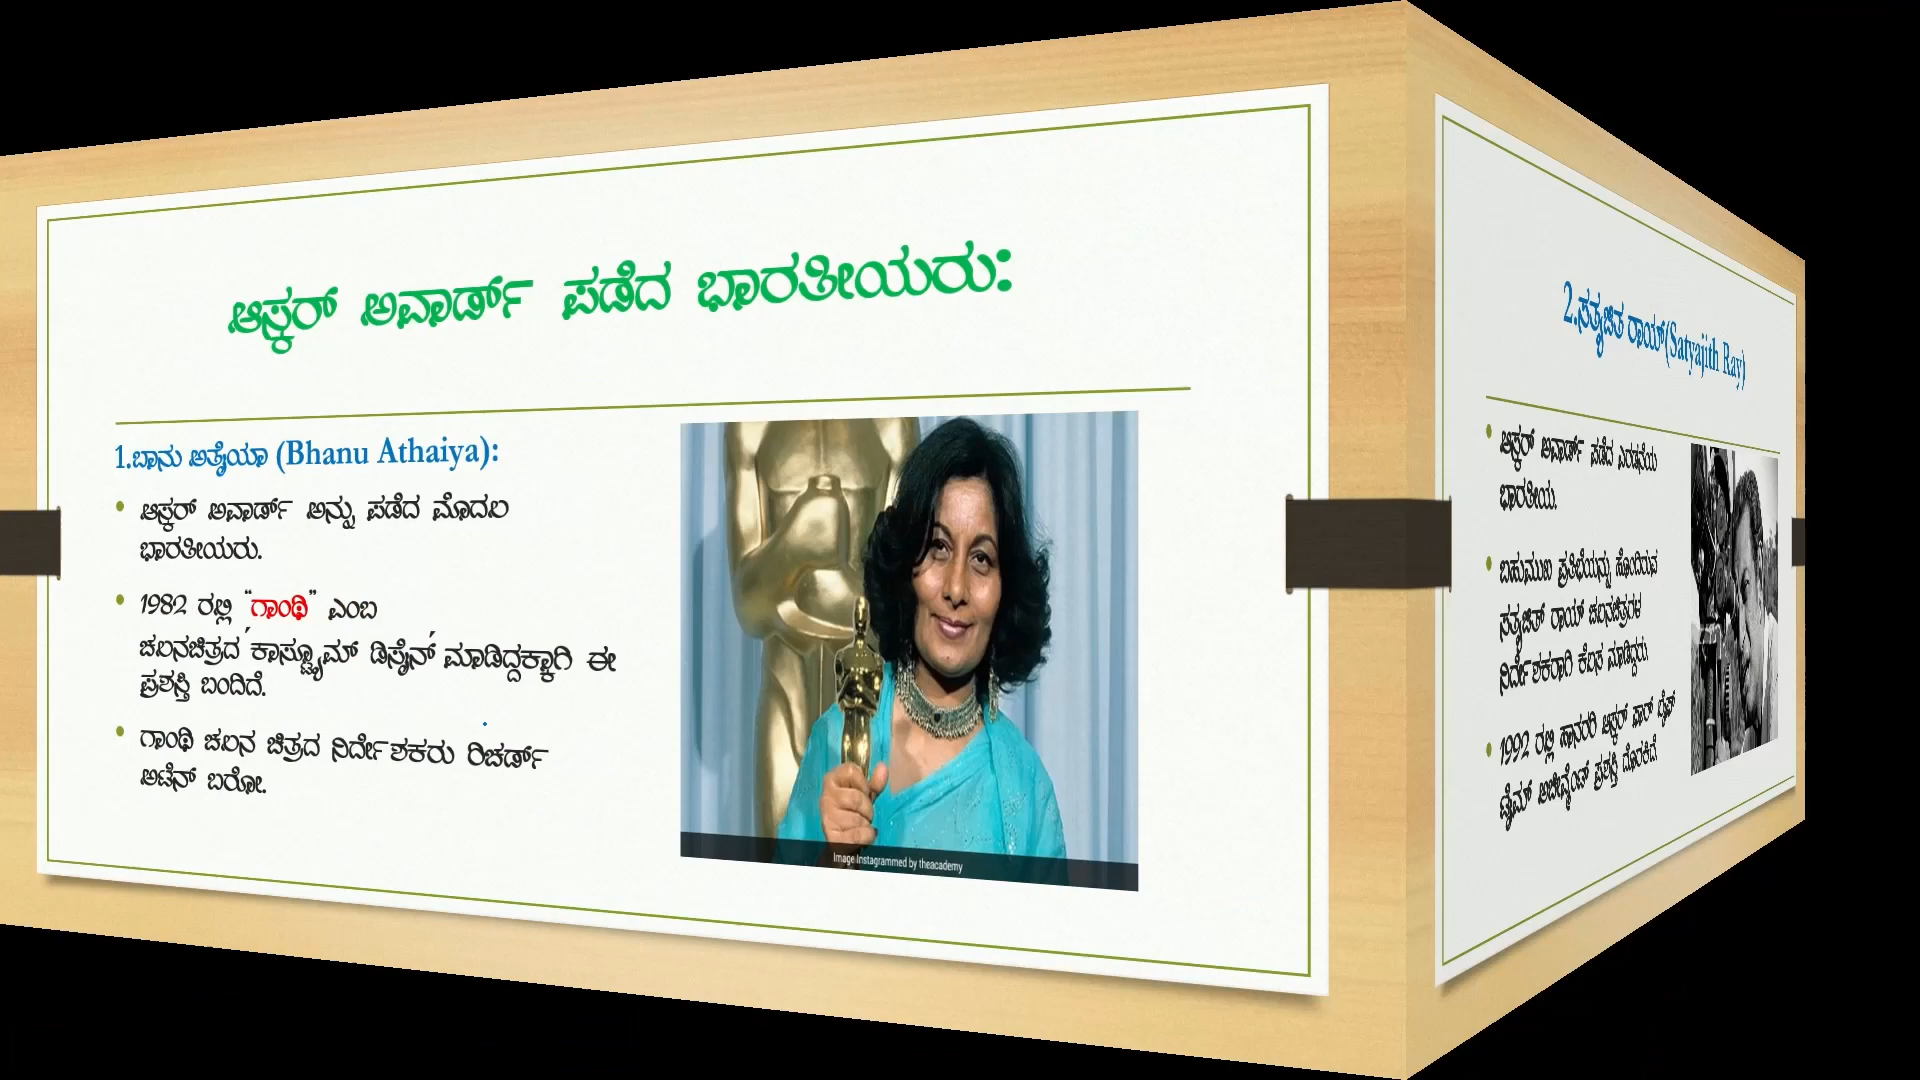 ಆಸ್ಕರ್ ಅವಾರ್ಡ್ ಪಡೆದ ಭಾರತೀಯರು:
1.ಬಾನು ಅತೈಯಾ (Bhanu Athaiya):
ಆಸ್ಕರ್ ಅವಾರ್ಡ್ ಅನ್ನು ಪಡೆದ ಮೊದಲ
ಭಾರತೀಯರು.
1982 ರಲ್ಲಿ “ಗಾಂಧಿ” ಎಂಬ
ಚಲನಚಿತ್ರದ ‘ಕಾಸ್ಟ್ಯೂಮ್ ಡಿಸೈನ್’ ಮಾಡಿದ್ದಕ್ಕಾಗಿ ಈ
ಪ್ರಶಸ್ತಿ ಬಂದಿದೆ.
ಗಾಂಧಿ ಚಲನ ಚಿತ್ರದ ನಿರ್ದೇಶಕರು ರಿಚರ್ಡ್
ಅಟೆನ್ ಬರೋ.
Image Instagrammed by theacademy
2.ಸತ್ಯಜಿತ ರಾಯ್(Satyajith Ray)
ಆಸ್ಕರ್ ಅವಾರ್ಡ್ ಪಡೆದ ಎರಡನೆಯ
ಭಾರತೀಯ.
ಬಹುಮುಖ ಪ್ರತಿಭೆಯನ್ನು ಹೊಂದಿರುವ
ಸತ್ಯಜಿತ್ ರಾಯ್ ಚಲನಚಿತ್ರಗಳ
ನಿರ್ದೇಶಕರಾಗಿ ಕೆಲಸ ಮಾಡಿದ್ದರು.
1992 ರಲ್ಲಿ ಹಾನರರಿ ಆಸ್ಕರ್ ಫಾರ್ ಲೈಫ್
ಟೈಮ್ ಅಚೀವ್ಮೆಂಟ್ ಪ್ರಶಸ್ತಿ ದೊರಕಿದೆ